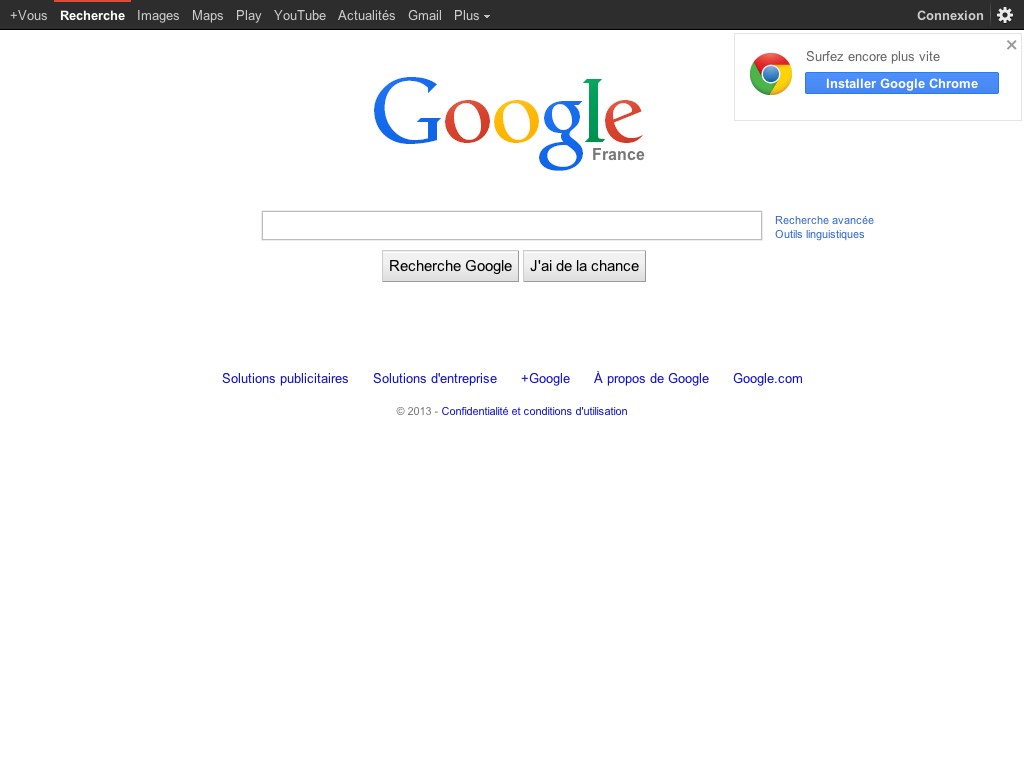 +Vous Recherche Images Maps Play YouTube Actualités Gmail Plus Connexion
Surfez encore plus vite
Installer Google Chrome
Google
France
Recherche avancée
Outils linguistiques
Recherche Google J'ai de la chance
Solutions publicitaires Solutions d'entreprise +Google À propos de Google Google.com
© 2013 - Confidentialité et conditions d'utilisation